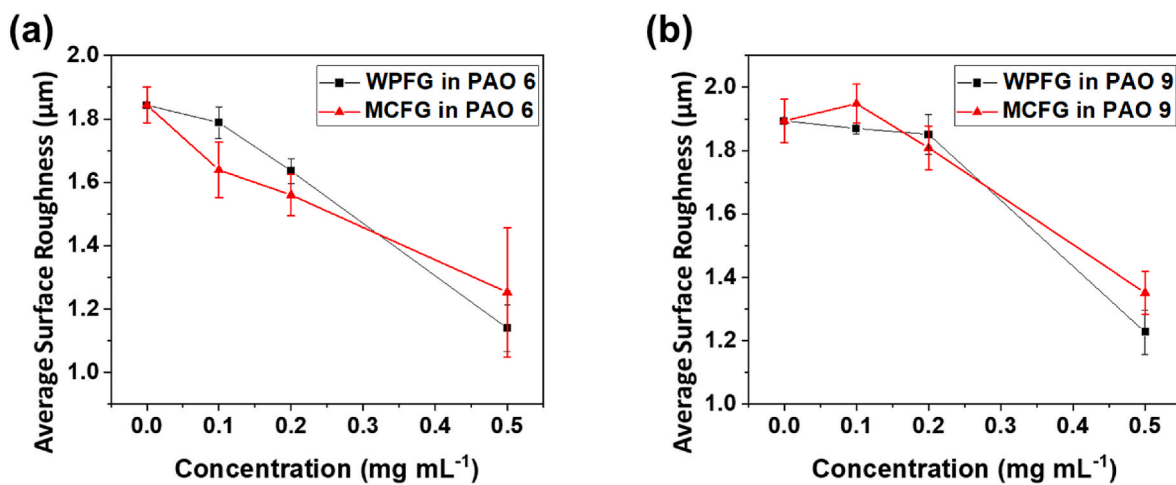 (a)
Average Surface Roughness (µm)
2.0
1.8
1.6
1.4
1.2
1.0
WPFG in PAO 6
MCFG in PAO 6
0.0 0.1 0.2 0.3 0.4 0.5
Concentration (mg mL⁻¹)
(b)
Average Surface Roughness (µm)
2.0
1.8
1.6
1.4
1.2
1.0
WPFG in PAO 9
MCFG in PAO 9
0.0 0.1 0.2 0.3 0.4 0.5
Concentration (mg mL⁻¹)